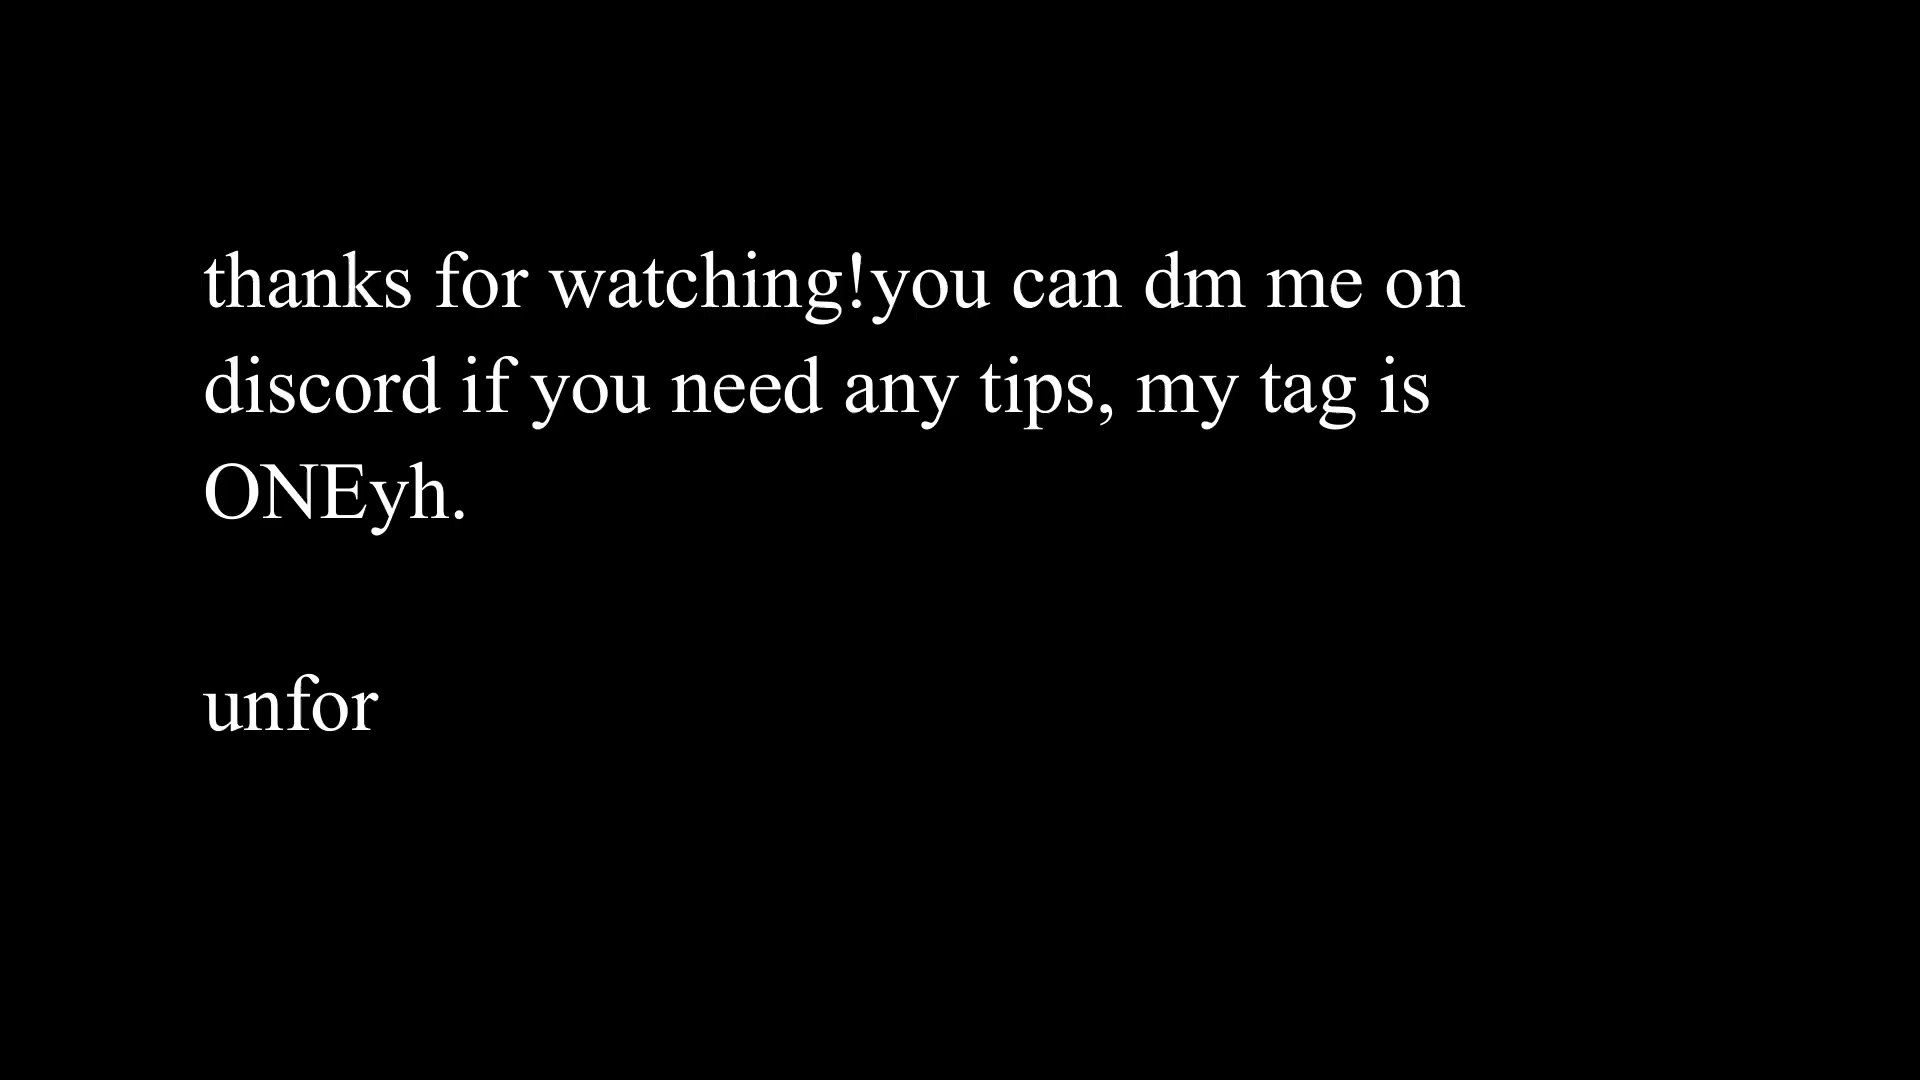 thanks for watching!you can dm me on
discord if you need any tips, my tag is
ONEyh.
unfor